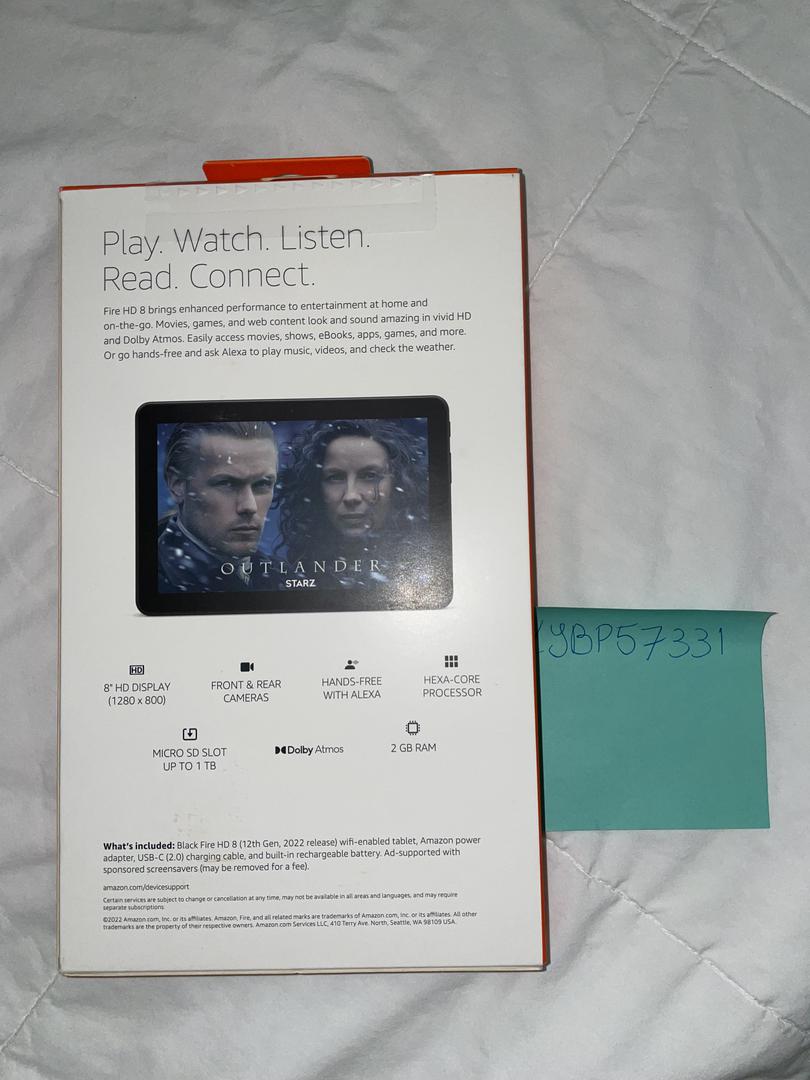 Play. Watch. Listen.
Read. Connect.
Fire HD 8 brings enhanced performance to entertainment at home and
on-the-go. Movies, games, and web content look and sound amazing in vivid HD
and Dolby Atmos. Easily access movies, shows, eBooks, apps, games, and more.
Or go hands-free and ask Alexa to play music, videos, and check the weather.
OUTLANDER
STARZ
HD
8" HD DISPLAY
(1280 x 800)
FRONT & REAR
CAMERAS
HANDS-FREE
WITH ALEXA
HEXA-CORE
PROCESSOR
MICRO SD SLOT
UP TO 1 TB
Dolby Atmos
2 GB RAM
What's included: Black Fire HD 8 (12th Gen, 2022 release) wifi-enabled tablet, Amazon power
adapter, USB-C (2.0) charging cable, and built-in rechargeable battery. Ad-supported with
sponsored screensavers (may be removed for a fee).
amazon.com/devicesupport
Certain services are subject to change or cancellation at any time, may not be available in all areas and languages, and may require
separate subscriptions.
©2022 Amazon.com, Inc. or its affiliates. Amazon, Fire, and all related marks are trademarks of Amazon.com, Inc. or its affiliates. All other
trademarks are the property of their respective owners. Amazon.com Services LLC, 410 Terry Ave. North, Seattle, WA 98109 USA.
YBP57331